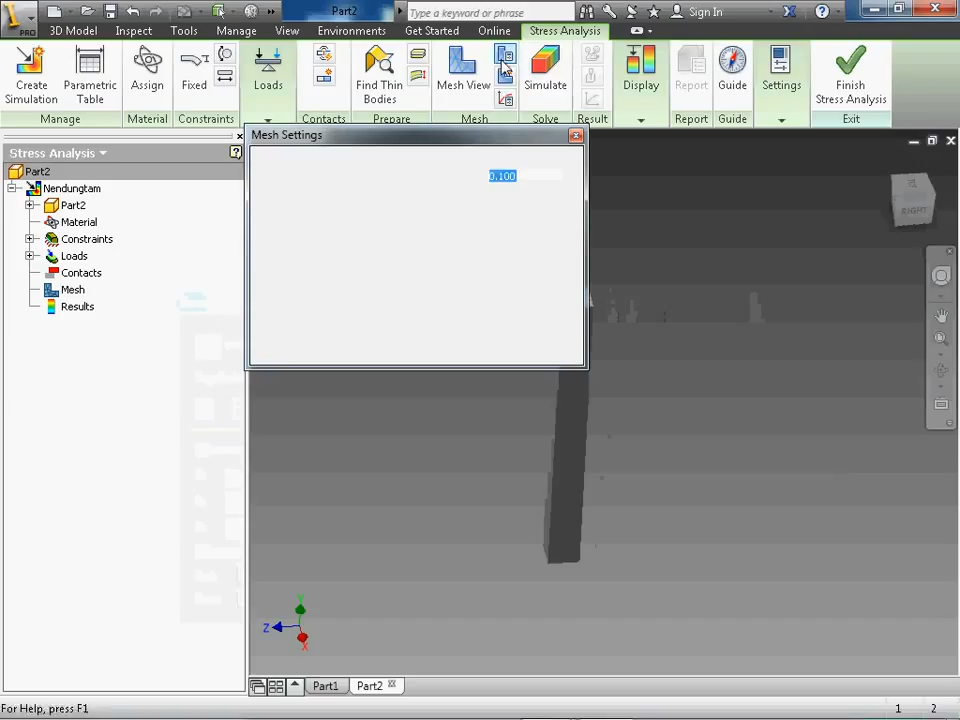 PRO
Part2
Type a keyword or phrase
Sign In
3D Model
Inspect
Tools
Manage
View
Environments
Get Started
Online
Stress Analysis
Create
Simulation
Parametric
Table
Assign
Fixed
Loads
Find Thin
Bodies
Mesh View
Simulate
Display
Report
Guide
Settings
Finish
Stress Analysis
Manage
Material
Constraints
Contacts
Prepare
Mesh
Solve
Result
Report
Guide
Exit
Mesh Settings
0.100
Stress Analysis
Part2
Nendungtam
Part2
Material
Constraints
Loads
Contacts
Mesh
Results
RIGHT
Y
Z
X
Part1
Part2
For Help, press F1
1
2